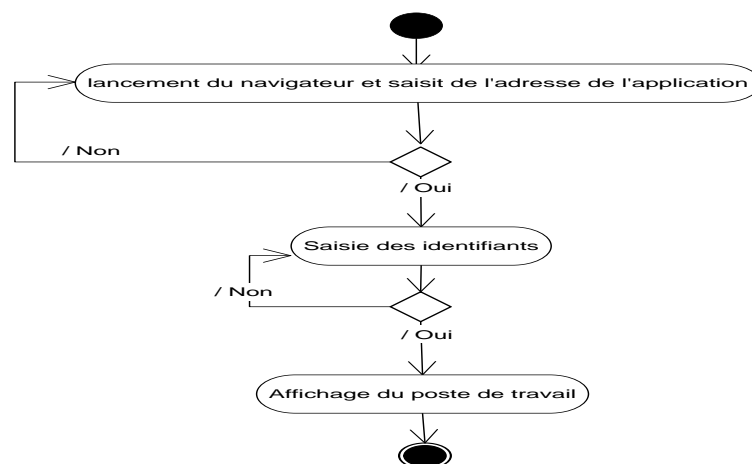 lancement du navigateur et saisit de l'adresse de l'application
/ Non
/ Oui
Saisie des identifiants
/ Non
/ Oui
Affichage du poste de travail